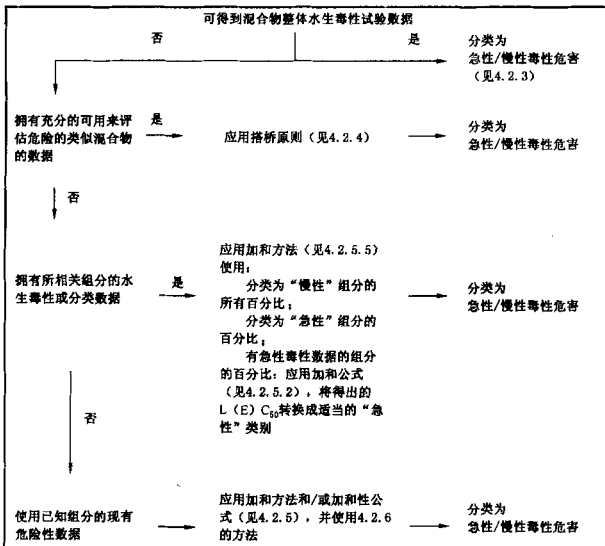 可得到混合物整体水生毒性试验数据
否
是
分类为
急性/慢性毒性危害
（见4.2.3）
拥有充分的可用来评
估危险的类似混合物
的数据
是
应用搭桥原则（见4.2.4）
分类为
急性/慢性毒性危害
否
拥有所相关组分的水
生毒性或分类数据
是
应用加和方法（见4.2.5.5）
使用：
分类为“慢性”组分的
所有百分比；
分类为“急性”组分的
百分比；
有急性毒性数据的组分
的百分比：应用加和公式
（见4.2.5.2），将得出的
L（E）C50转换成适当的“急
性”类别
分类为
急性/慢性毒性危害
否
使用已知组分的现有
危险性数据
应用加和方法和/或加和性公
式（见4.2.5），并使用4.2.6
的方法
分类为
急性/慢性毒性危害